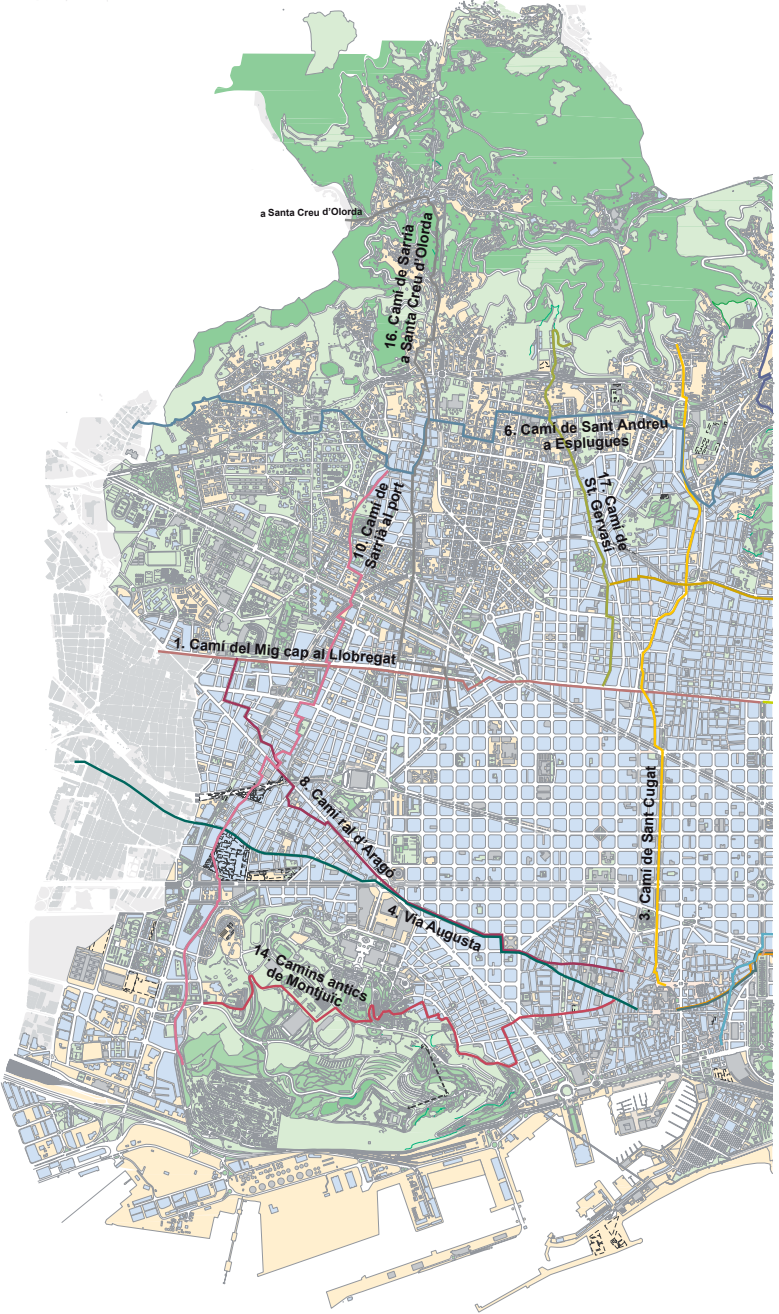 a Santa Creu d'Olorda
16. Camí de Sarrià
a Santa Creu d'Olorda
6. Camí de Sant Andreu
a Esplugues
17. Camí de
St. Gervasi
10. Camí de
Sarrià al port
1. Camí del Mig cap al Llobregat
8. Camí ral d'Aragó
3. Camí de Sant Cugat
4. Via Augusta
14. Camins antics
de Montjuïc